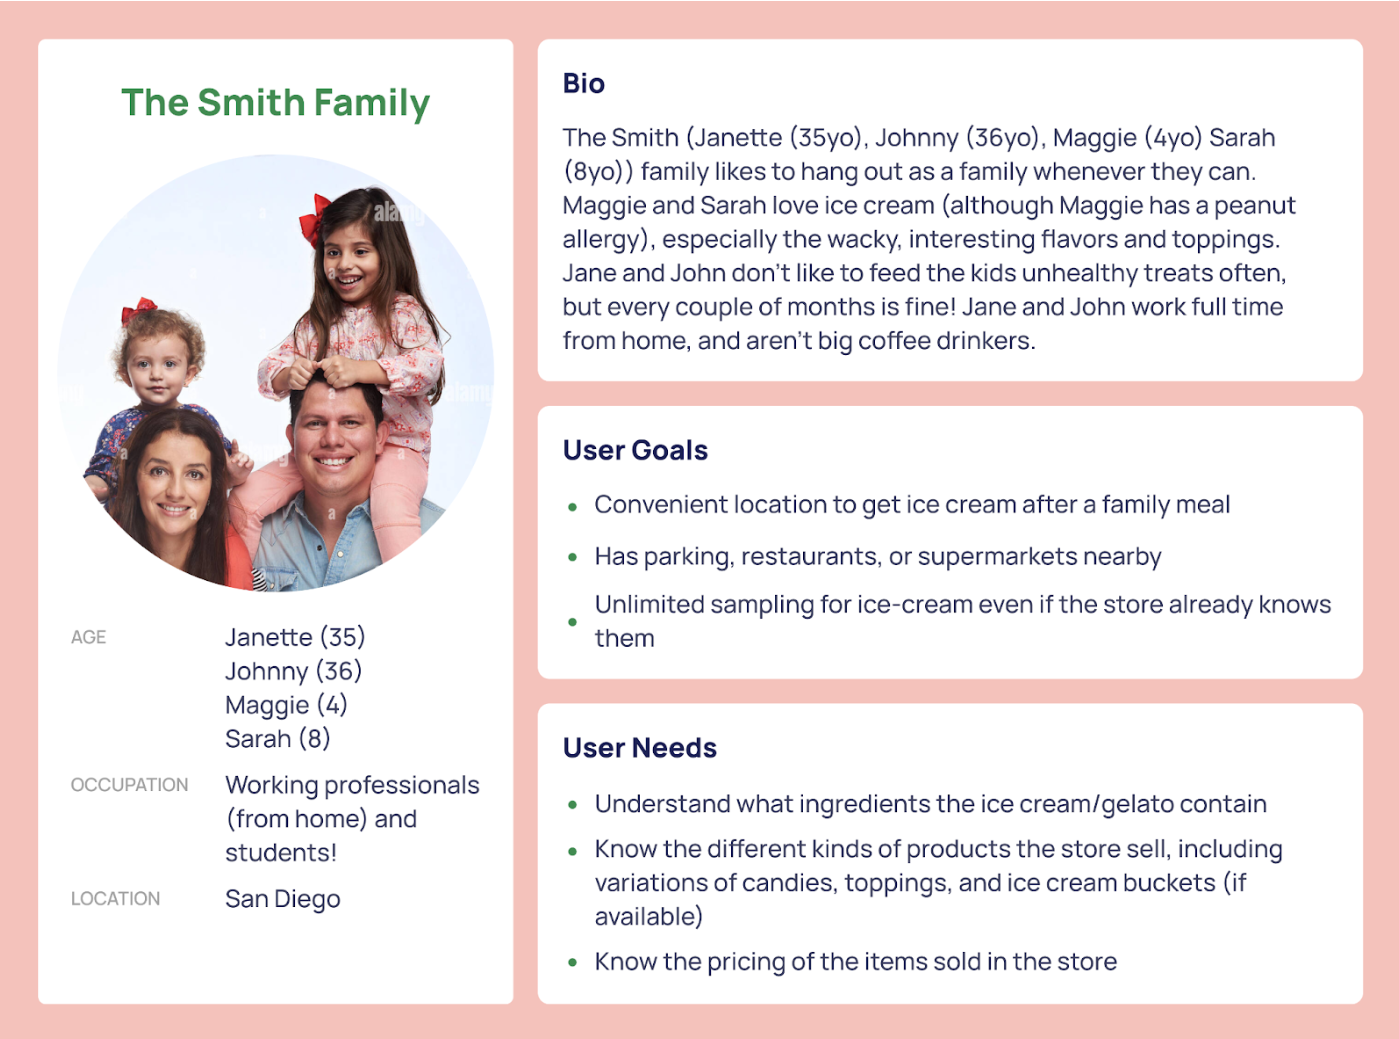 The Smith Family
alamy
a
a
a
a
alamy
a
alamy
a
a
a
AGE
Janette (35)
Johnny (36)
Maggie (4)
Sarah (8)
OCCUPATION
Working professionals
(from home) and
students!
LOCATION
San Diego
Bio
The Smith (Janette (35yo), Johnny (36yo), Maggie (4yo) Sarah
(8yo)) family likes to hang out as a family whenever they can.
Maggie and Sarah love ice cream (although Maggie has a peanut
allergy), especially the wacky, interesting flavors and toppings.
Jane and John don't like to feed the kids unhealthy treats often,
but every couple of months is fine! Jane and John work full time
from home, and aren't big coffee drinkers.
User Goals
• Convenient location to get ice cream after a family meal
• Has parking, restaurants, or supermarkets nearby
• Unlimited sampling for ice-cream even if the store already knows
them
User Needs
• Understand what ingredients the ice cream/gelato contain
• Know the different kinds of products the store sell, including
variations of candies, toppings, and ice cream buckets (if
available)
• Know the pricing of the items sold in the store